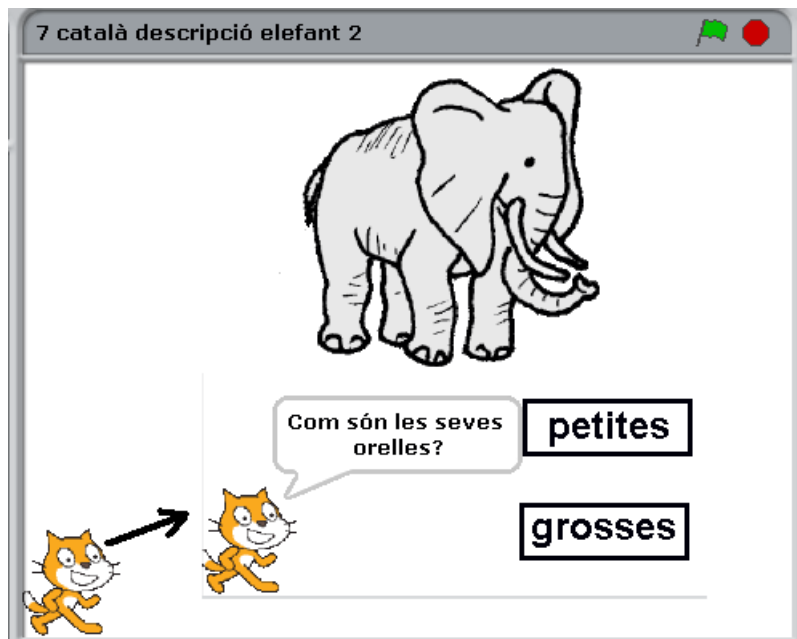 7 català descripció elefant 2
Com són les seves
orelles?
petites
grosses